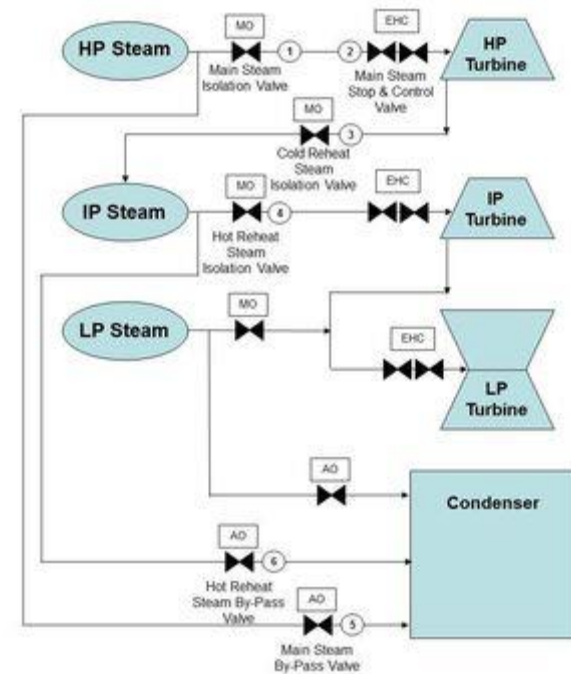 MO
EHC
HP Steam
1
2
HP
Turbine
Main Steam
Isolation Valve
Main Steam
Stop & Control
Valve
MO
3
Cold Reheat
Steam
Isolation Valve
MO
EHC
IP Steam
4
IP
Turbine
Hot Reheat
Steam
Isolation Valve
MO
LP Steam
EHC
LP
Turbine
AO
Condenser
AO
6
Hot Reheat
Steam By-Pass
Valve
AO
5
Main Steam
By-Pass Valve